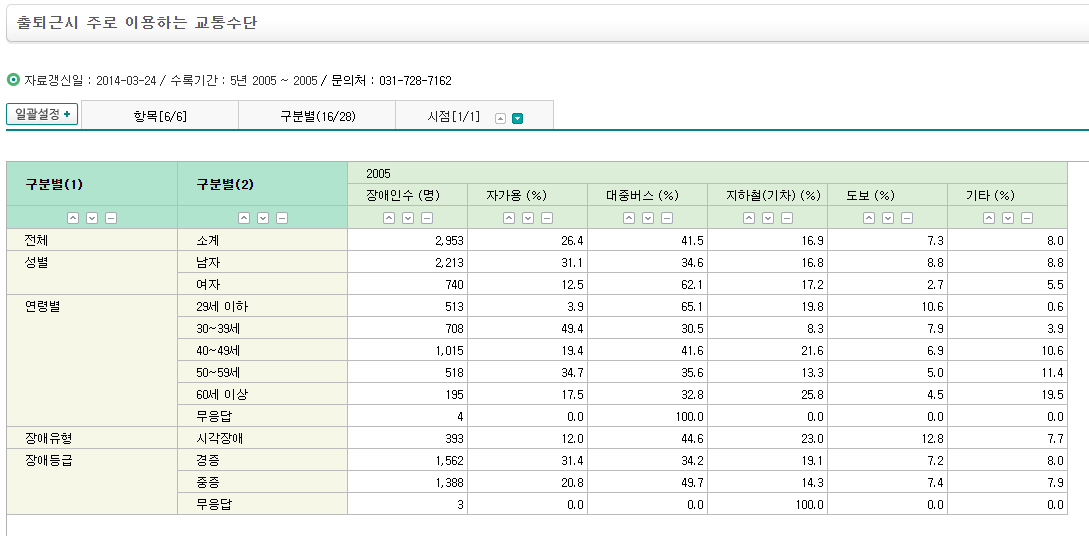 출퇴근시 주로 이용하는 교통수단
자료갱신일 : 2014-03-24 / 수록기간 : 5년 2005 ~ 2005 / 문의처 : 031-728-7162
일괄설정 + 항목[6/6] 구분별(16/28) 시점[1/1]
구분별(1) 구분별(2) 2005
장애인수 (명) 자가용 (%) 대중버스 (%) 지하철(기차) (%) 도보 (%) 기타 (%)
전체 소계 2,953 26.4 41.5 16.9 7.3 8.0
성별 남자 2,213 31.1 34.6 16.8 8.8 8.8
여자 740 12.5 62.1 17.2 2.7 5.5
연령별 29세 이하 513 3.9 65.1 19.8 10.6 0.6
30~39세 708 49.4 30.5 8.3 7.9 3.9
40~49세 1,015 19.4 41.6 21.6 6.9 10.6
50~59세 518 34.7 35.6 13.3 5.0 11.4
60세 이상 195 17.5 32.8 25.8 4.5 19.5
무응답 4 0.0 100.0 0.0 0.0 0.0
장애유형 시각장애 393 12.0 44.6 23.0 12.8 7.7
장애등급 경증 1,562 31.4 34.2 19.1 7.2 8.0
중증 1,388 20.8 49.7 14.3 7.4 7.9
무응답 3 0.0 0.0 100.0 0.0 0.0